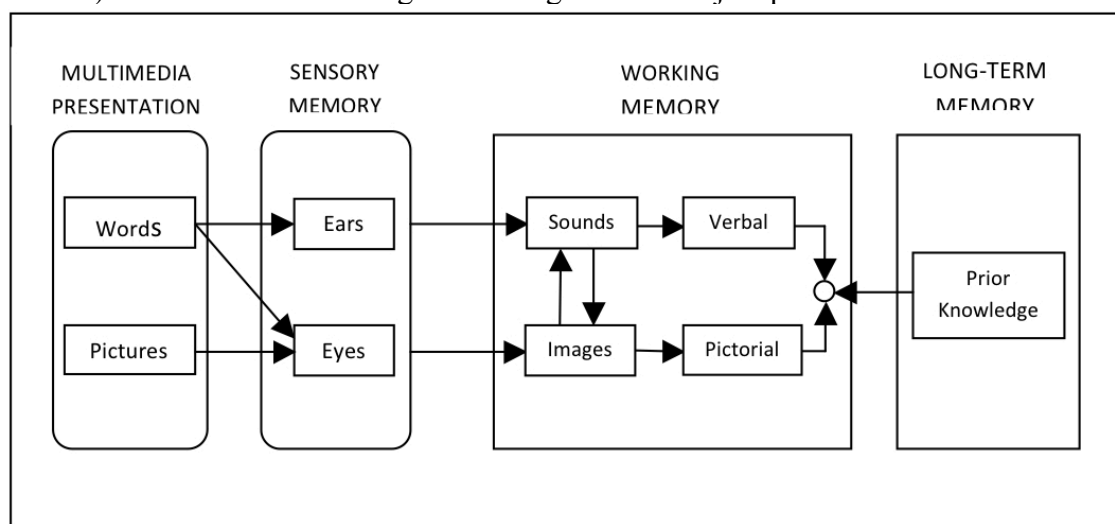 MULTIMEDIA
PRESENTATION
SENSORY
MEMORY
WORKING
MEMORY
LONG-TERM
MEMORY
Words
Ears
Sounds
Verbal
Prior
Knowledge
Pictures
Eyes
Images
Pictorial